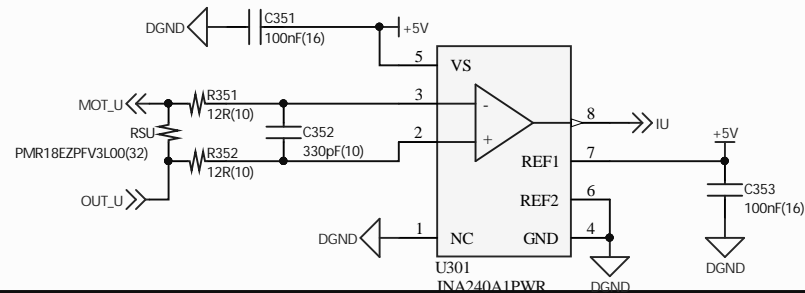 C351
DGND
100nF(16)
+5V
5
VS
MOT_U
R351
12R(10)
3
-
8
IU
RSU
C352
330pF(10)
PMR18EZPFV3L00(32)
R352
12R(10)
2
+
+5V
REF1
7
OUT_U
REF2
6
C353
100nF(16)
DGND
1
NC
GND
4
DGND
U301
DGND
INA240A1PWR